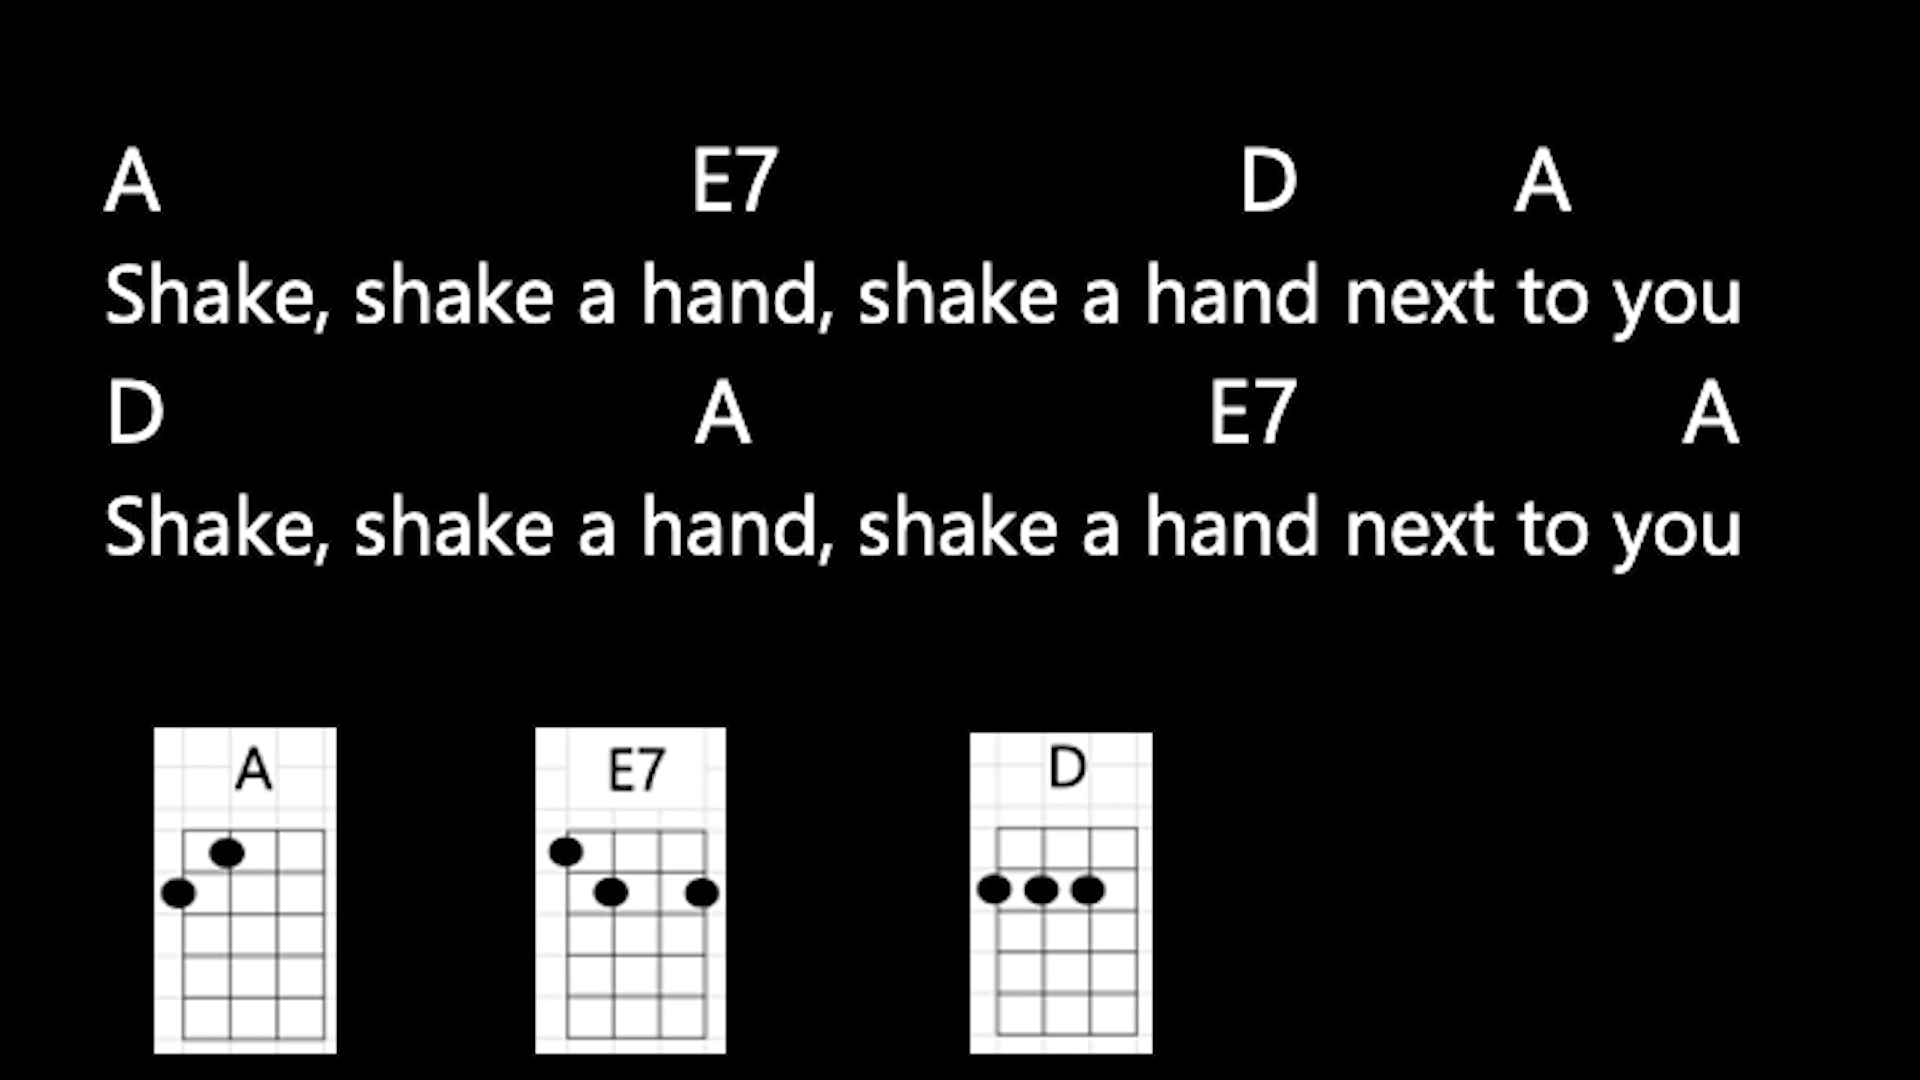 A E7 D A
Shake, shake a hand, shake a hand next to you
D A E7 A
Shake, shake a hand, shake a hand next to you
A E7 D